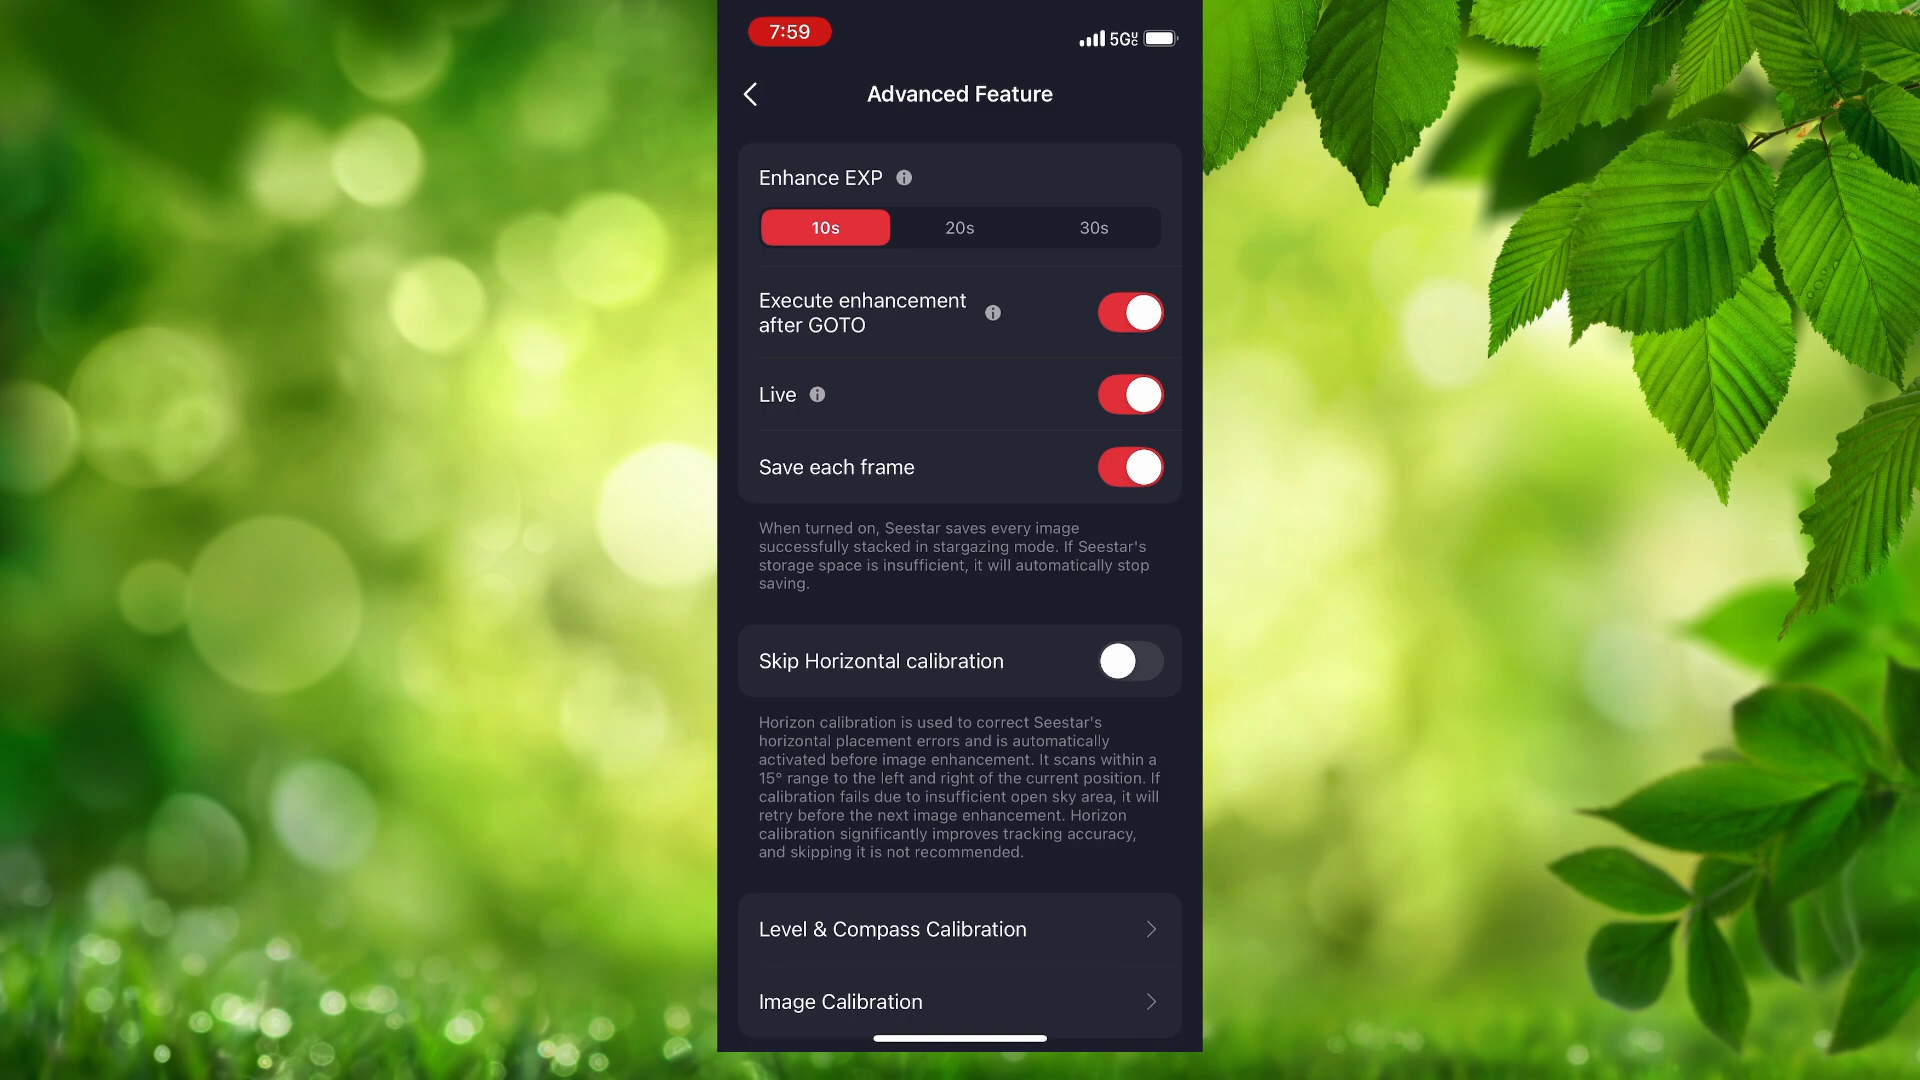 7:59
5G
Advanced Feature
Enhance EXP
10s 20s 30s
Execute enhancement
after GOTO
Live
Save each frame
When turned on, Seestar saves every image
successfully stacked in stargazing mode. If Seestar's
storage space is insufficient, it will automatically stop
saving.
Skip Horizontal calibration
Horizon calibration is used to correct Seestar's
horizontal placement errors and is automatically
activated before image enhancement. It scans within a
15° range to the left and right of the current position. If
calibration fails due to insufficient open sky area, it will
retry before the next image enhancement. Horizon
calibration significantly improves tracking accuracy,
and skipping it is not recommended.
Level & Compass Calibration
Image Calibration